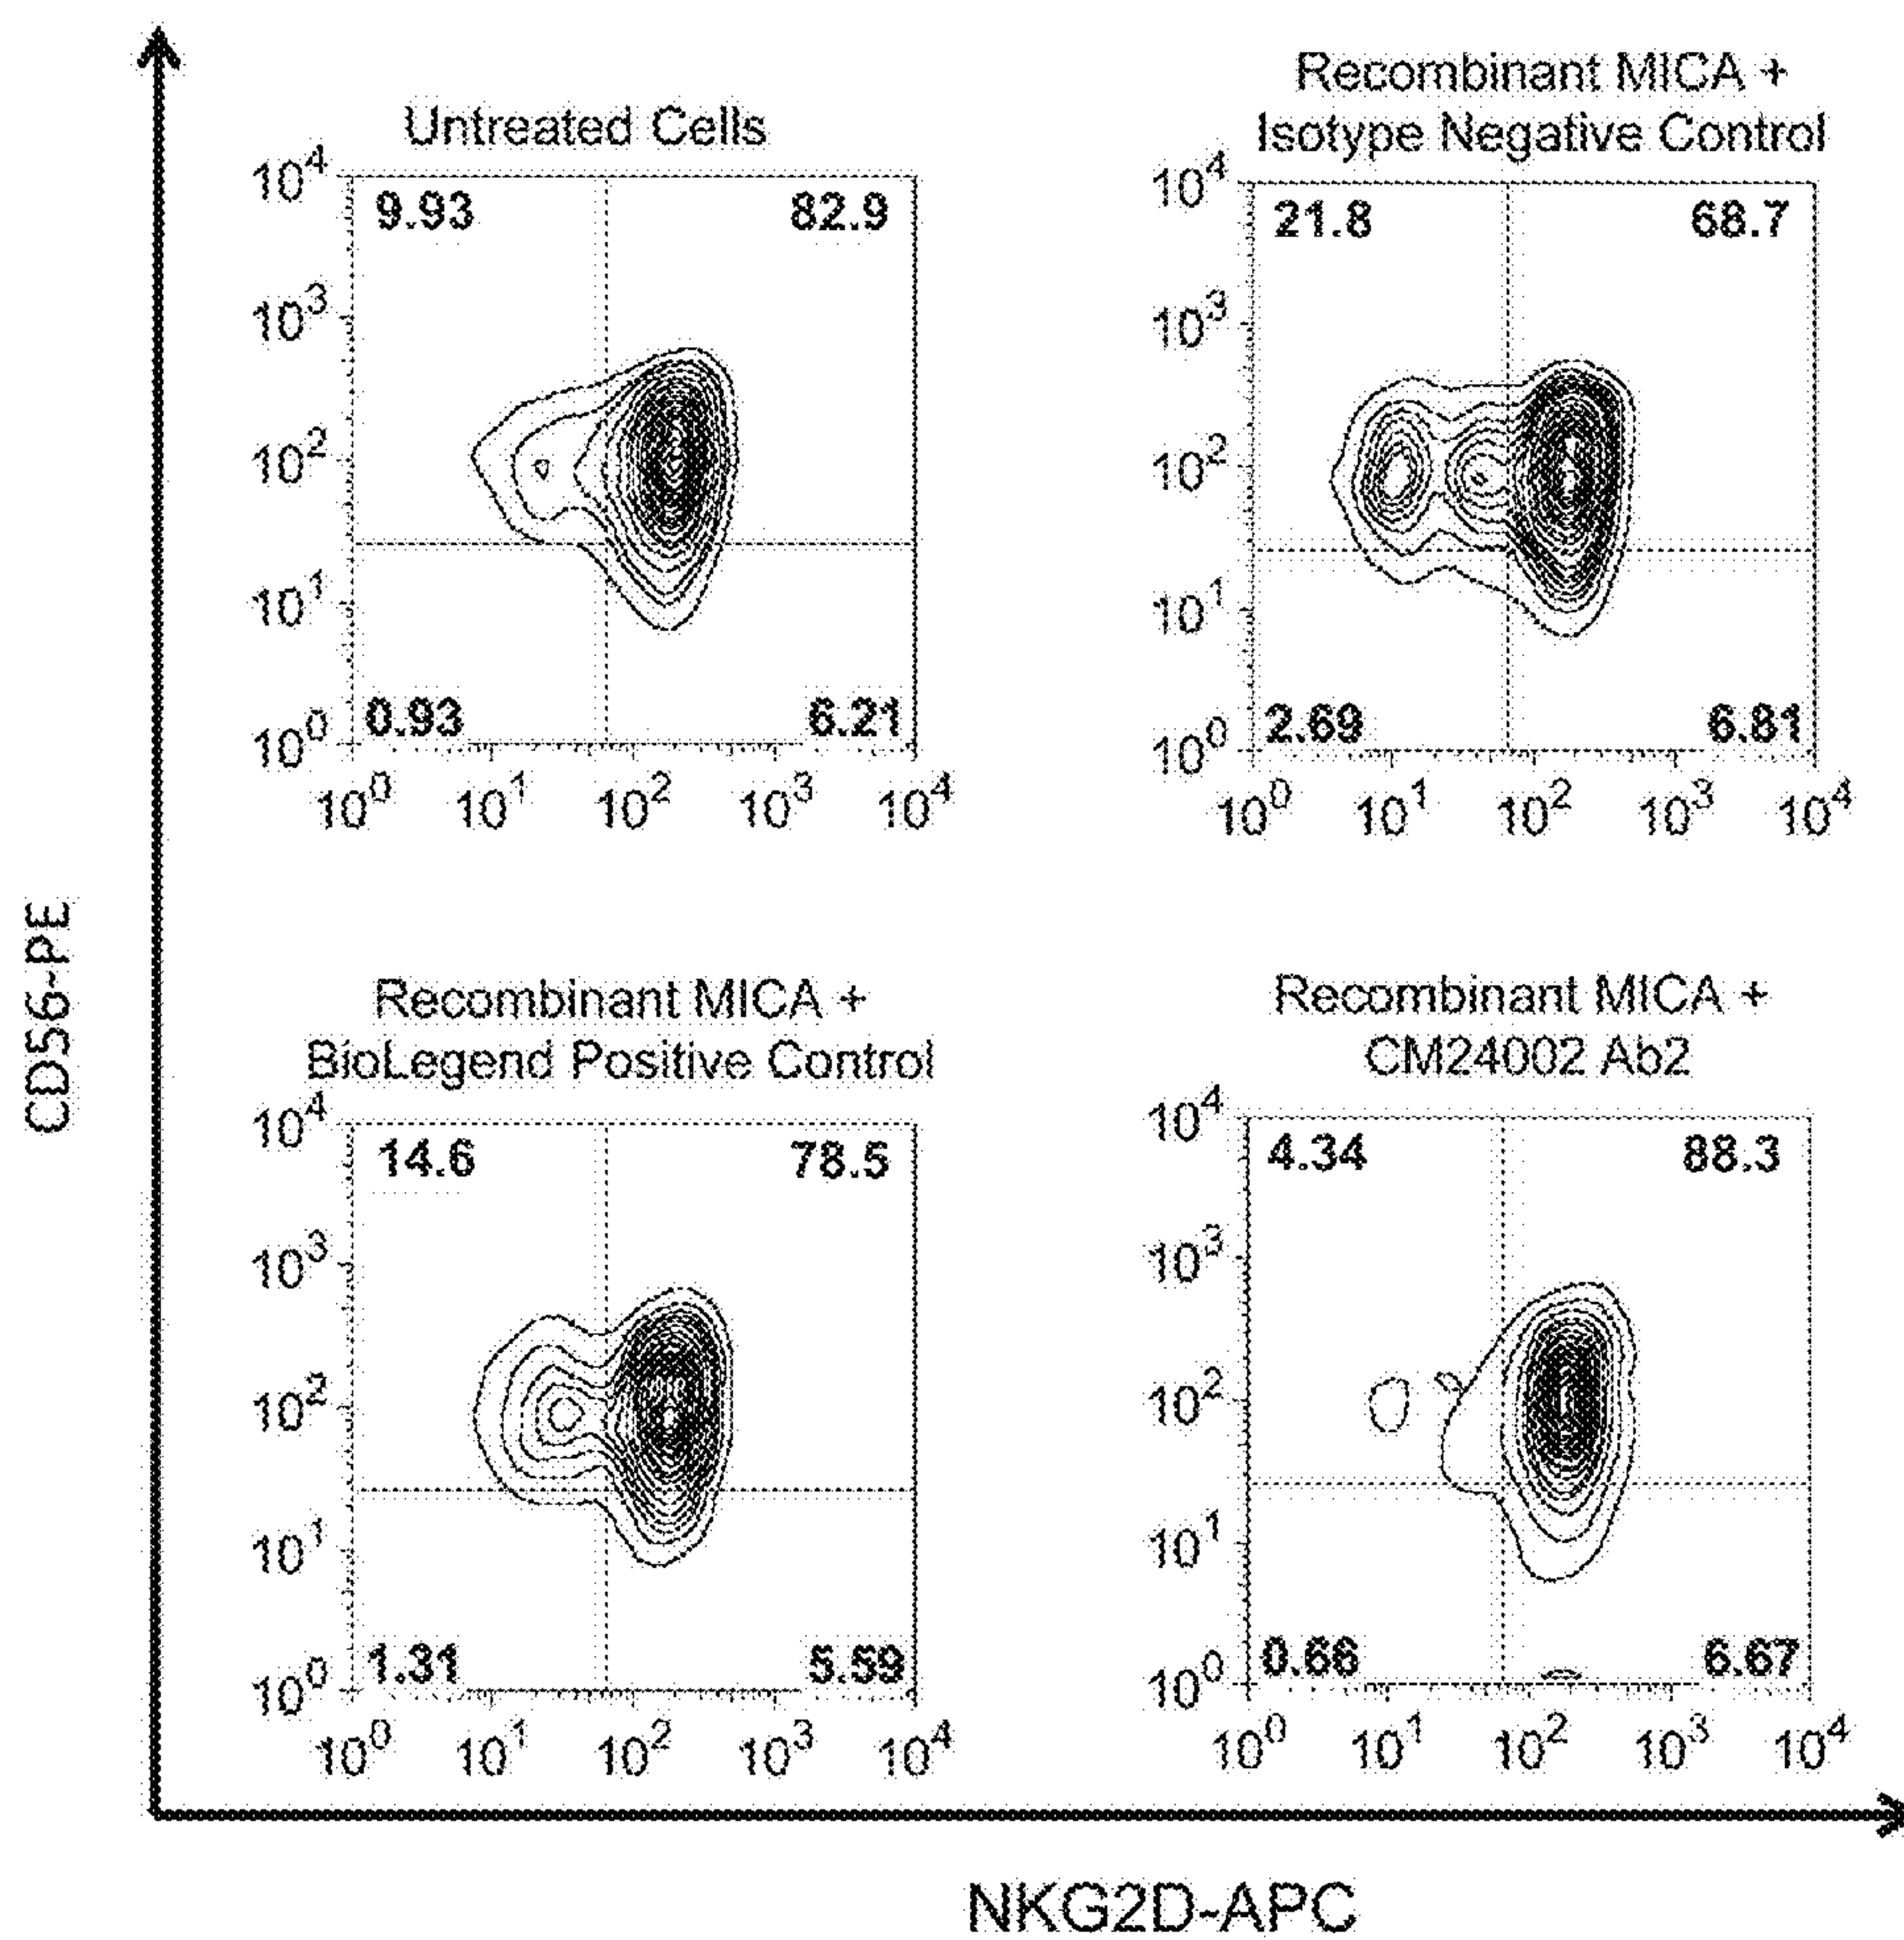 Untreated Cells
10^4
9.93 82.9
10^3
10^2
10^1
10^0
0.93 6.21
10^0 10^1 10^2 10^3 10^4
Recombinant MICA +
Isotype Negative Control
10^4
21.8 68.7
10^3
10^2
10^1
10^0
2.69 6.81
10^0 10^1 10^2 10^3 10^4
CD56-PE
Recombinant MICA +
BioLegend Positive Control
10^4
14.6 78.5
10^3
10^2
10^1
10^0
1.31 5.59
10^0 10^1 10^2 10^3 10^4
Recombinant MICA +
CM24002 Ab2
10^4
4.34 88.3
10^3
10^2
10^1
10^0
0.66 6.67
10^0 10^1 10^2 10^3 10^4
NKG2D-APC